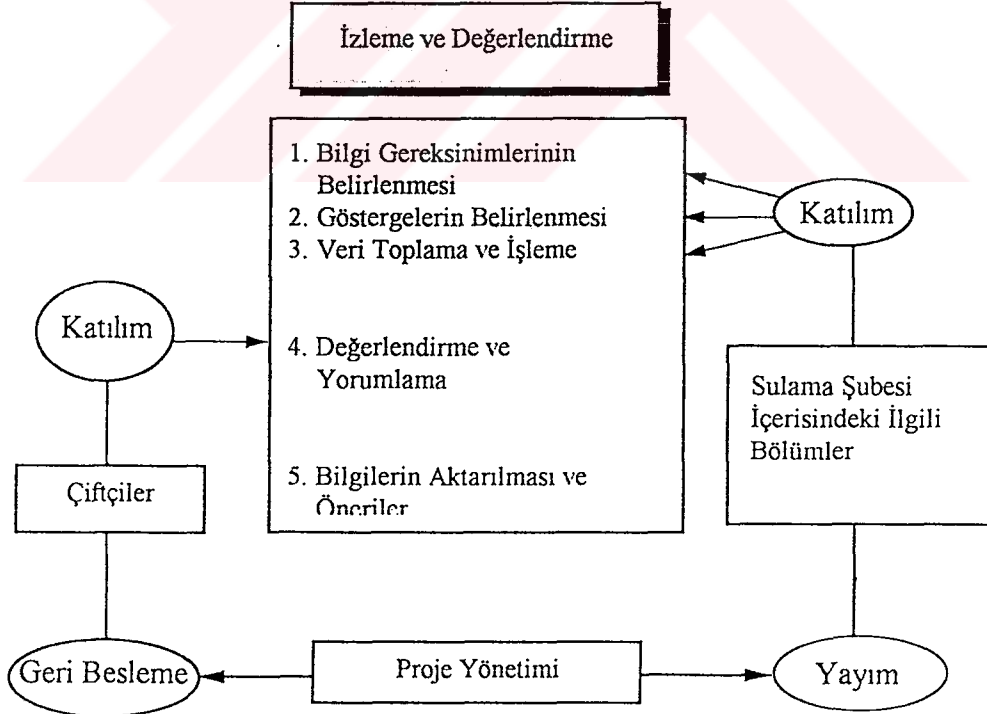 İzleme ve Değerlendirme
1. Bilgi Gereksinimlerinin
Belirlenmesi
2. Göstergelerin Belirlenmesi
3. Veri Toplama ve İşleme
4. Değerlendirme ve
Yorumlama
5. Bilgilerin Aktarılması ve
Öneriler
Katılım
Katılım
Sulama Şubesi
İçerisindeki İlgili
Bölümler
Çiftçiler
Geri Besleme
Proje Yönetimi
Yayım